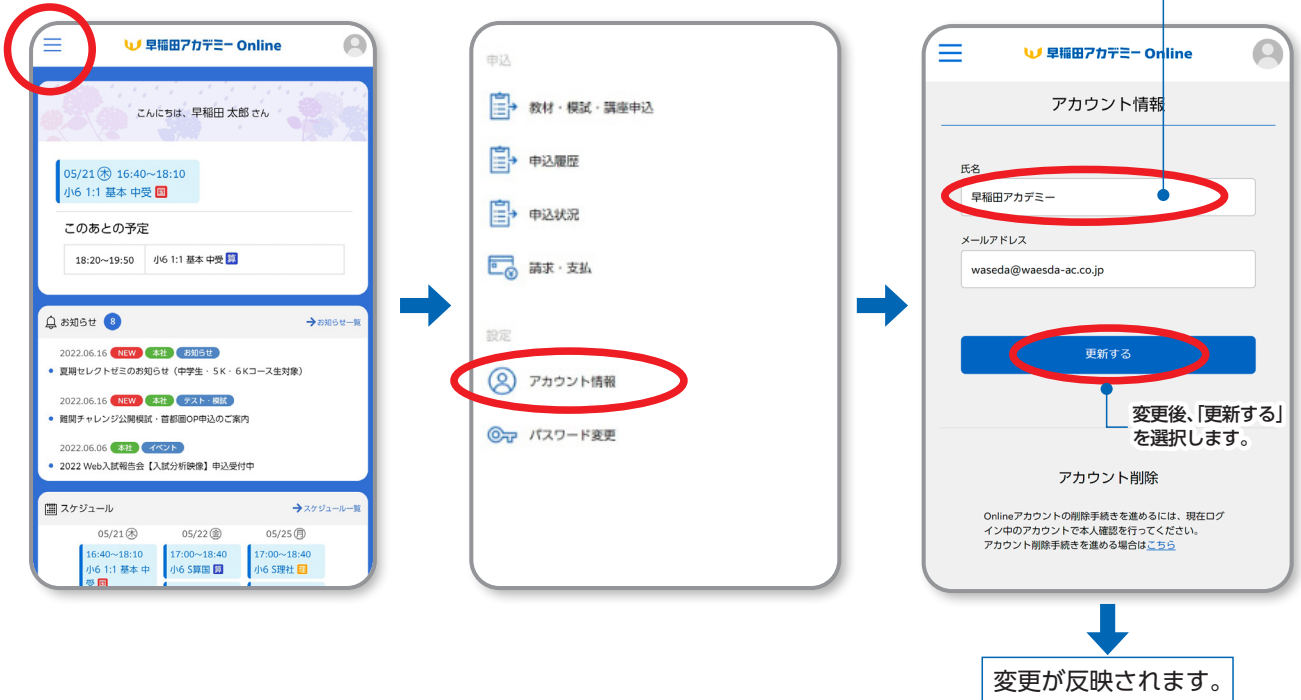 早稲田アカデミー Online
こんにちは、早稲田 太郎 さん
05/21㊍ 16:40～18:10
小6 1:1 基本 中受 国
このあとの予定
18:20～19:50 小6 1:1 基本 中受 算
お知らせ 8
→お知らせ一覧
2022.06.16 NEW 本社 お知らせ
• 夏期セレクトゼミのお知らせ（中学生・5K・6Kコース生対象）
2022.06.16 NEW 本社 テスト・模試
• 難関チャレンジ公開模試・首都圏OP申込のご案内
2022.06.06 本社 イベント
• 2022 Web入試報告会【入試分析映像】申込受付中
スケジュール
→スケジュール一覧
05/21㊍ 05/22㊎ 05/25㊊
16:40～18:10 17:00～18:40 17:00～18:40
小6 1:1 基本 中 小6 S算国 算 小6 S理社 理
受 国
申込
教材・模試・講座申込
申込履歴
申込状況
請求・支払
設定
アカウント情報
パスワード変更
早稲田アカデミー Online
アカウント情報
氏名
早稲田アカデミー
メールアドレス
waseda@waesda-ac.co.jp
更新する
変更後、「更新する」
を選択します。
アカウント削除
Onlineアカウントの削除手続きを進めるには、現在ログ
イン中のアカウントで本人確認を行ってください。
アカウント削除手続きを進める場合はこちら
変更が反映されます。